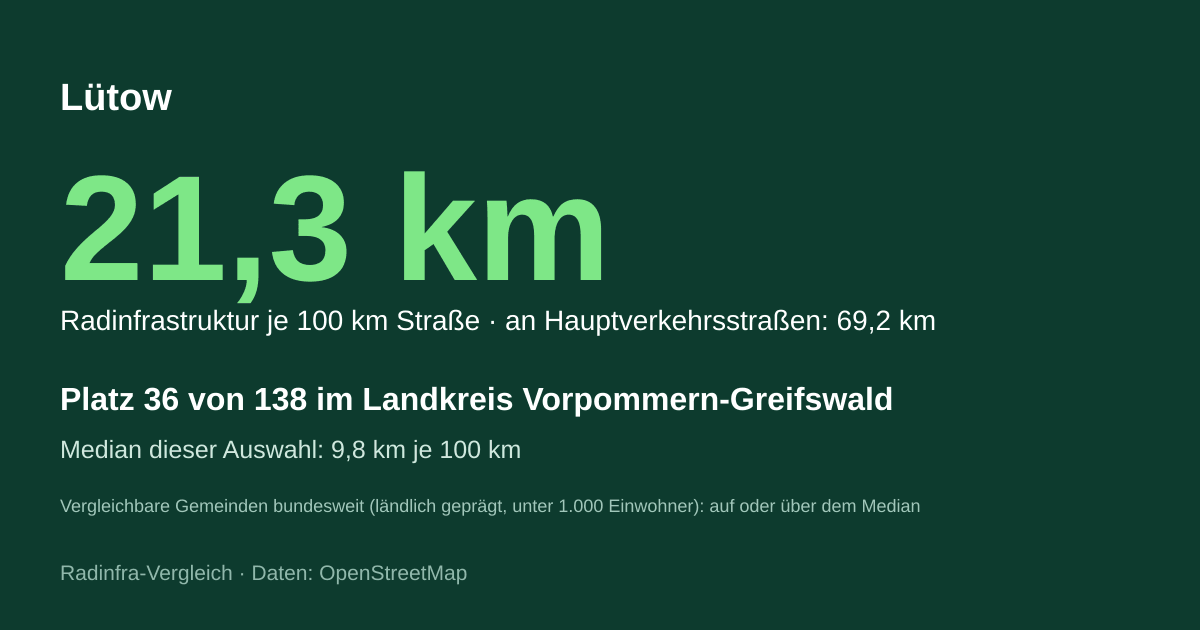 Lütow
21,3 km
Radinfrastruktur je 100 km Straße · an Hauptverkehrsstraßen: 69,2 km
Platz 36 von 138 im Landkreis Vorpommern-Greifswald
Median dieser Auswahl: 9,8 km je 100 km
Vergleichbare Gemeinden bundesweit (ländlich geprägt, unter 1.000 Einwohner): auf oder über dem Median
Radinfra-Vergleich · Daten: OpenStreetMap